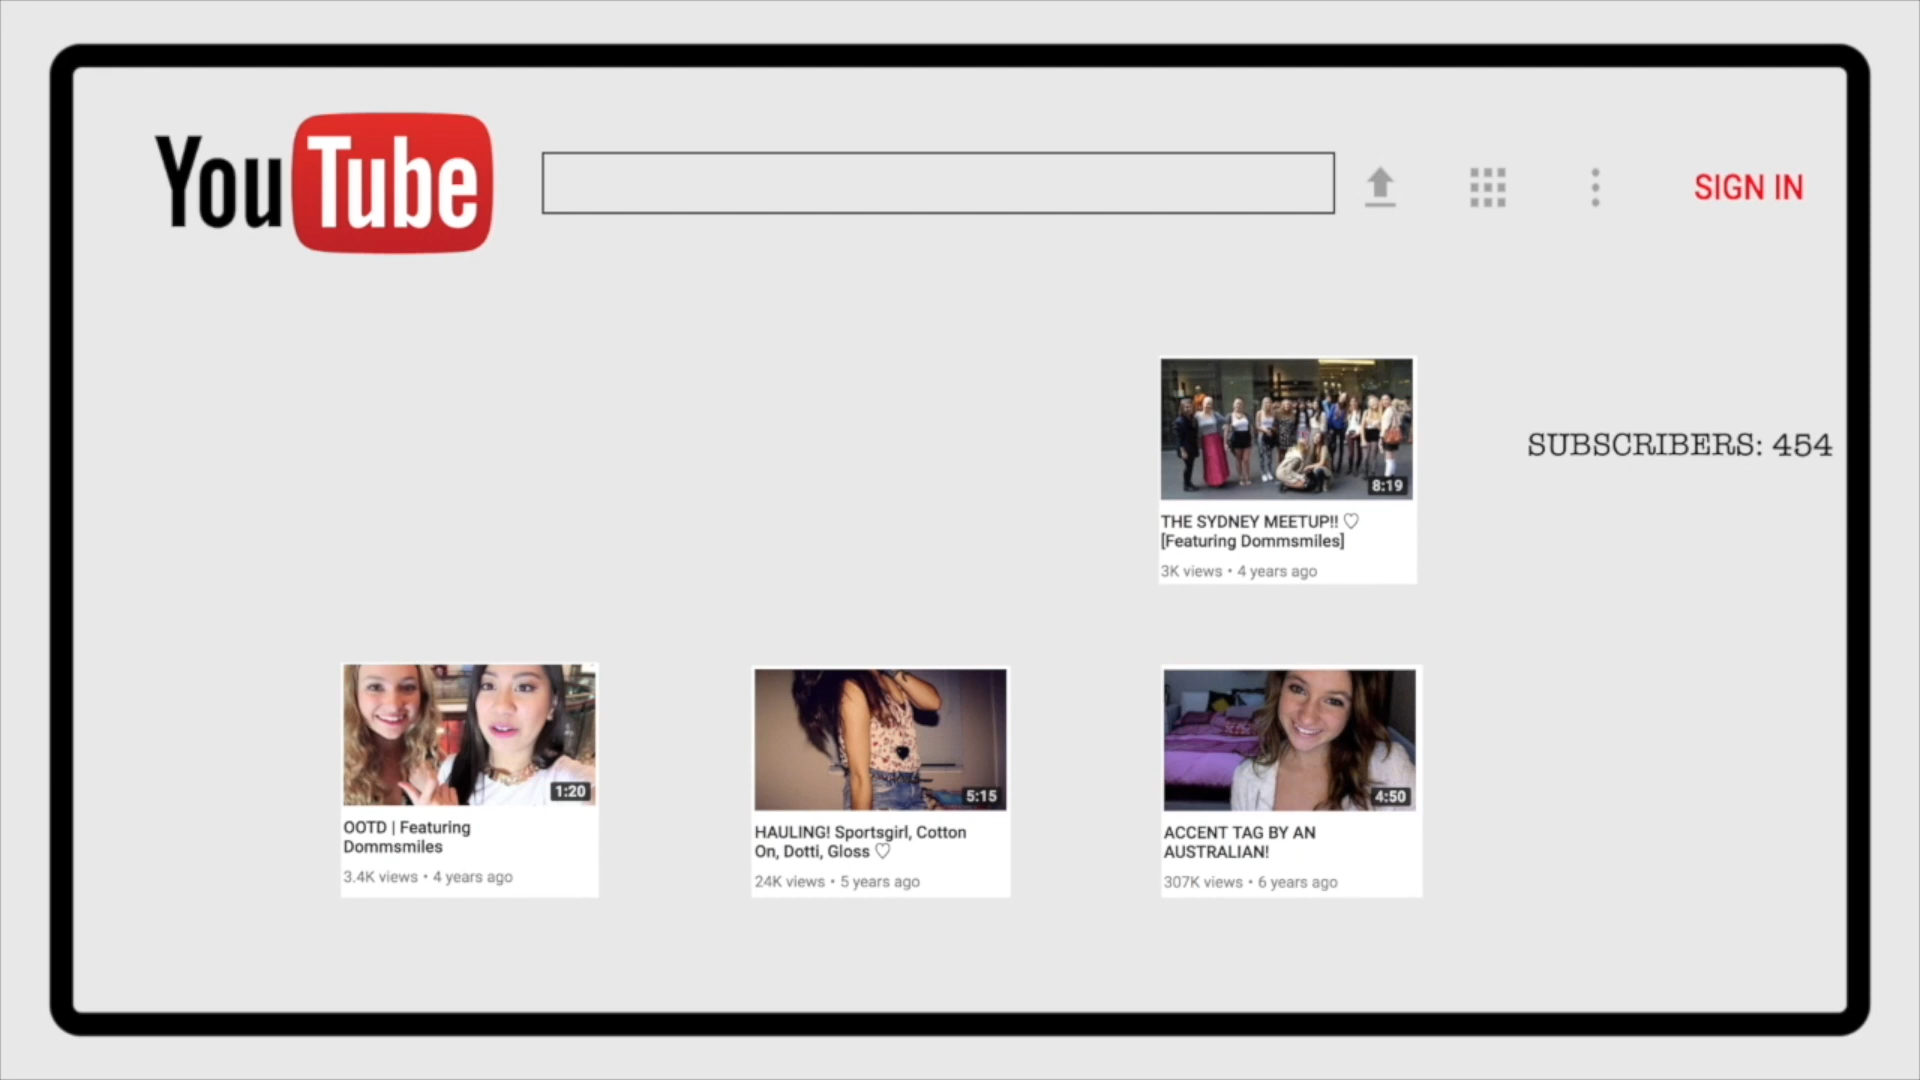 YouTube
SIGN IN
8:19
THE SYDNEY MEETUP!! ♡
[Featuring Dommsmiles]
3K views • 4 years ago
SUBSCRIBERS: 454
1:20
OOTD | Featuring
Dommsmiles
3.4K views • 4 years ago
5:15
HAULING! Sportsgirl, Cotton
On, Dotti, Gloss ♡
24K views • 5 years ago
4:50
ACCENT TAG BY AN
AUSTRALIAN!
307K views • 6 years ago